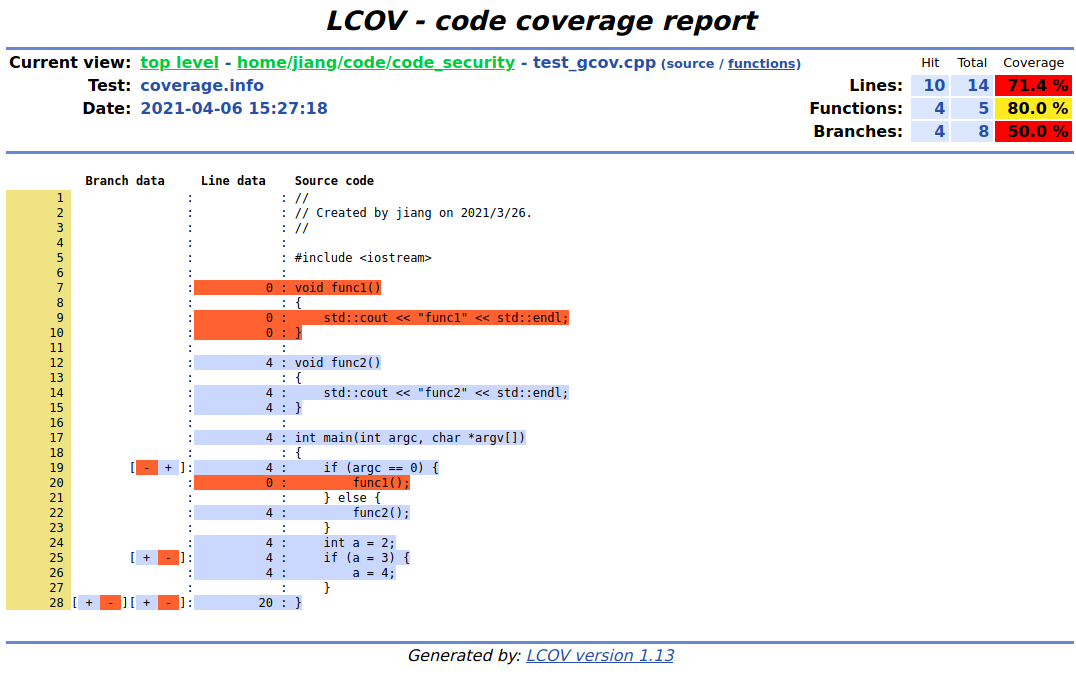 LCOV - code coverage report
Current view: top level - home/jiang/code/code_security - test_gcov.cpp (source / functions) Hit Total Coverage
Test: coverage.info Lines: 10 14 71.4 %
Date: 2021-04-06 15:27:18 Functions: 4 5 80.0 %
Branches: 4 8 50.0 %
Branch data Line data Source code
1 : : //
2 : : // Created by jiang on 2021/3/26.
3 : : //
4 : :
5 : : #include <iostream>
6 : :
7 : 0 : void func1()
8 : : {
9 : 0 : std::cout << "func1" << std::endl;
10 : 0 : }
11 : :
12 : 4 : void func2()
13 : : {
14 : 4 : std::cout << "func2" << std::endl;
15 : 4 : }
16 : :
17 : 4 : int main(int argc, char *argv[])
18 : : {
19 [ - + ]: 4 : if (argc == 0) {
20 : 0 : func1();
21 : : } else {
22 : 4 : func2();
23 : : }
24 : 4 : int a = 2;
25 [ + - ]: 4 : if (a = 3) {
26 : 4 : a = 4;
27 : : }
28 [ + - ][ + - ]: 20 : }
Generated by: LCOV version 1.13